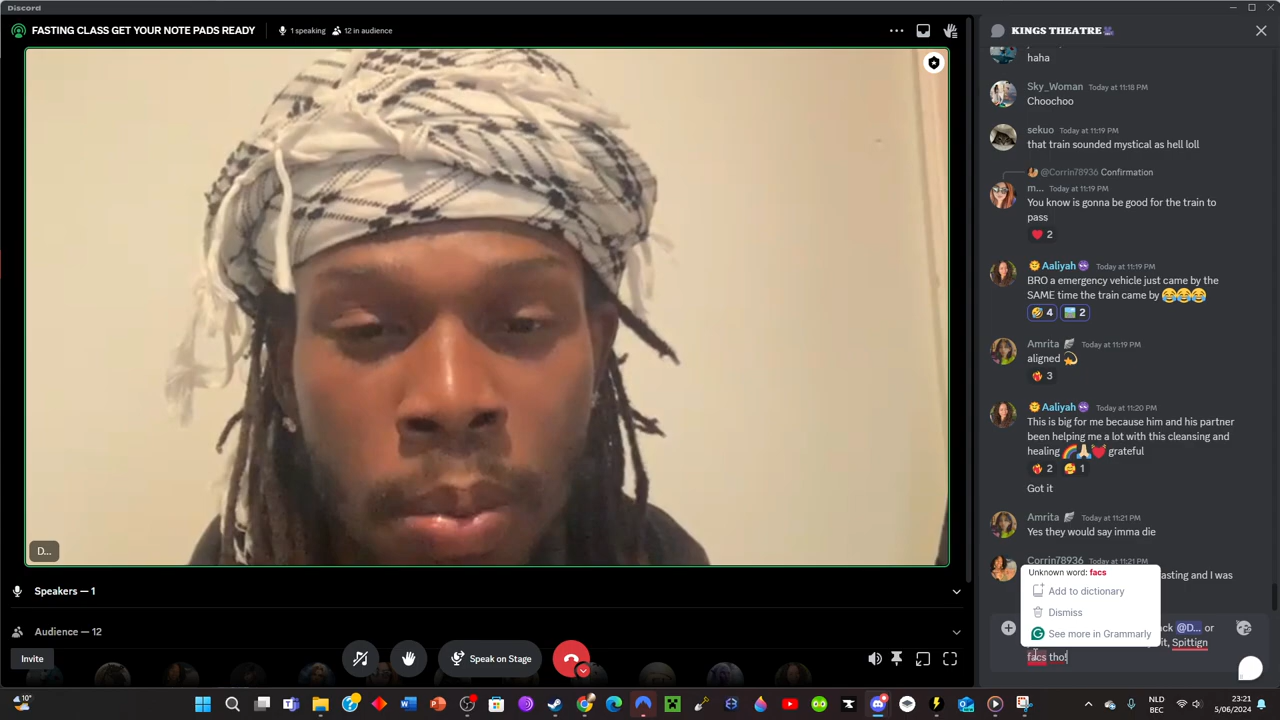 Discord
FASTING CLASS GET YOUR NOTE PADS READY
1 speaking
12 in audience
KINGS THEATRE
haha
Sky_Woman Today at 11:18 PM
Choochoo
sekuo Today at 11:19 PM
that train sounded mystical as hell loll
@Corrin78936 Confirmation
m... Today at 11:19 PM
You know is gonna be good for the train to
pass
2
Aaliyah Today at 11:19 PM
BRO a emergency vehicle just came by the
SAME time the train came by 😂😂😂
4 2
Amrita Today at 11:19 PM
aligned 💫
3
Aaliyah Today at 11:20 PM
This is big for me because him and his partner
been helping me a lot with this cleansing and
healing 🌈🙏🏻💓 grateful
2 1
Got it
Amrita Today at 11:21 PM
Yes they would say imma die
Corrin78936 Today at 11:21 PM
asting and I was
Unknown word: facs
Add to dictionary
Dismiss
See more in Grammarly
@D... or
it, Spittign
facs tho!
D...
Speakers — 1
Audience — 12
Invite
Speak on Stage
10°
NLD
BEC
23:21
5/06/2024